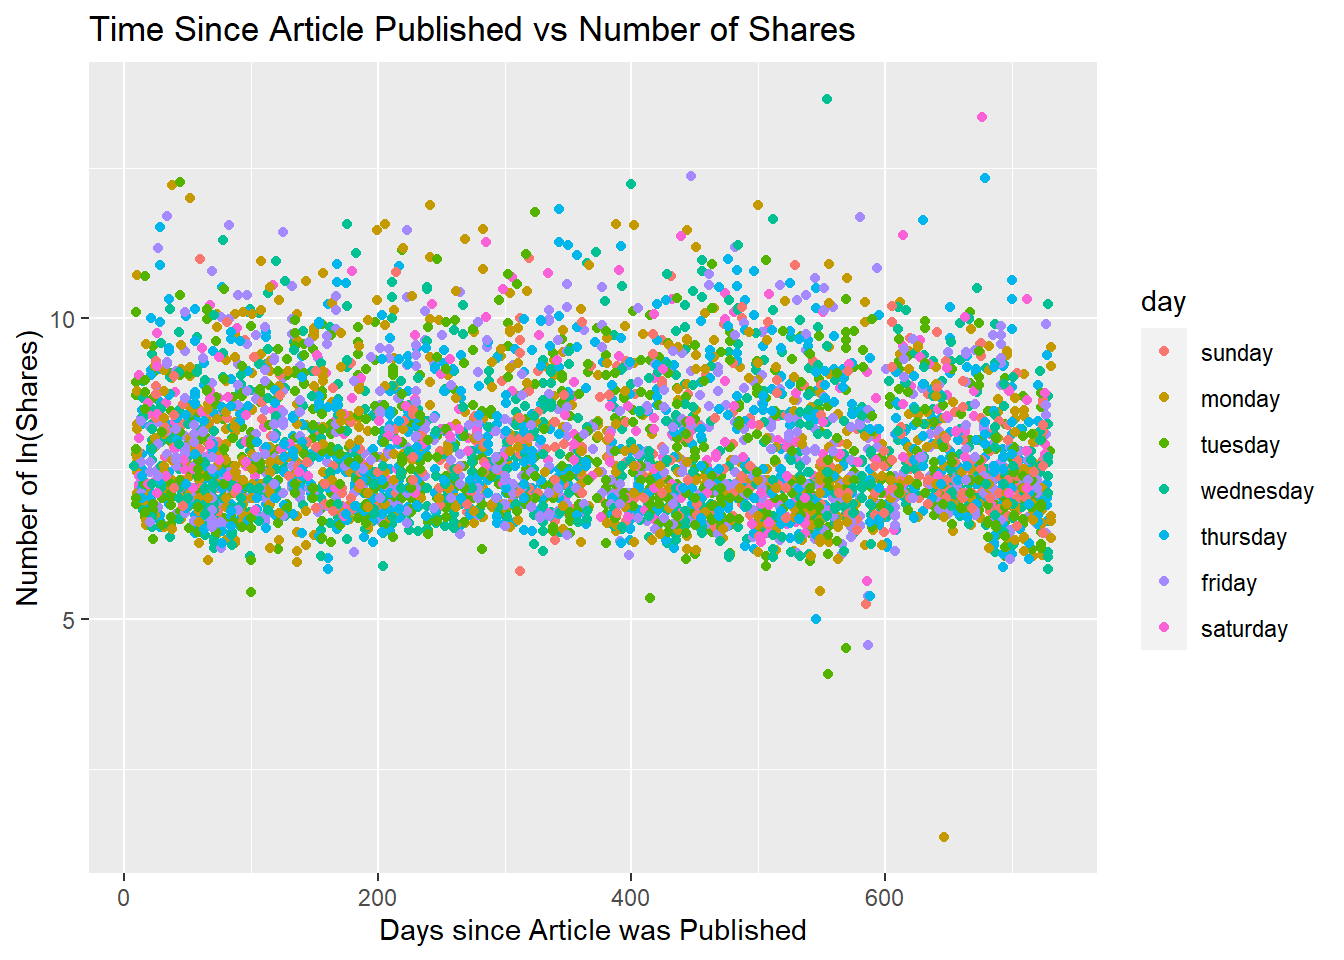 Time Since Article Published vs Number of Shares
Number of ln(Shares)
10
5
0
200
400
600
Days since Article was Published
day
sunday
monday
tuesday
wednesday
thursday
friday
saturday